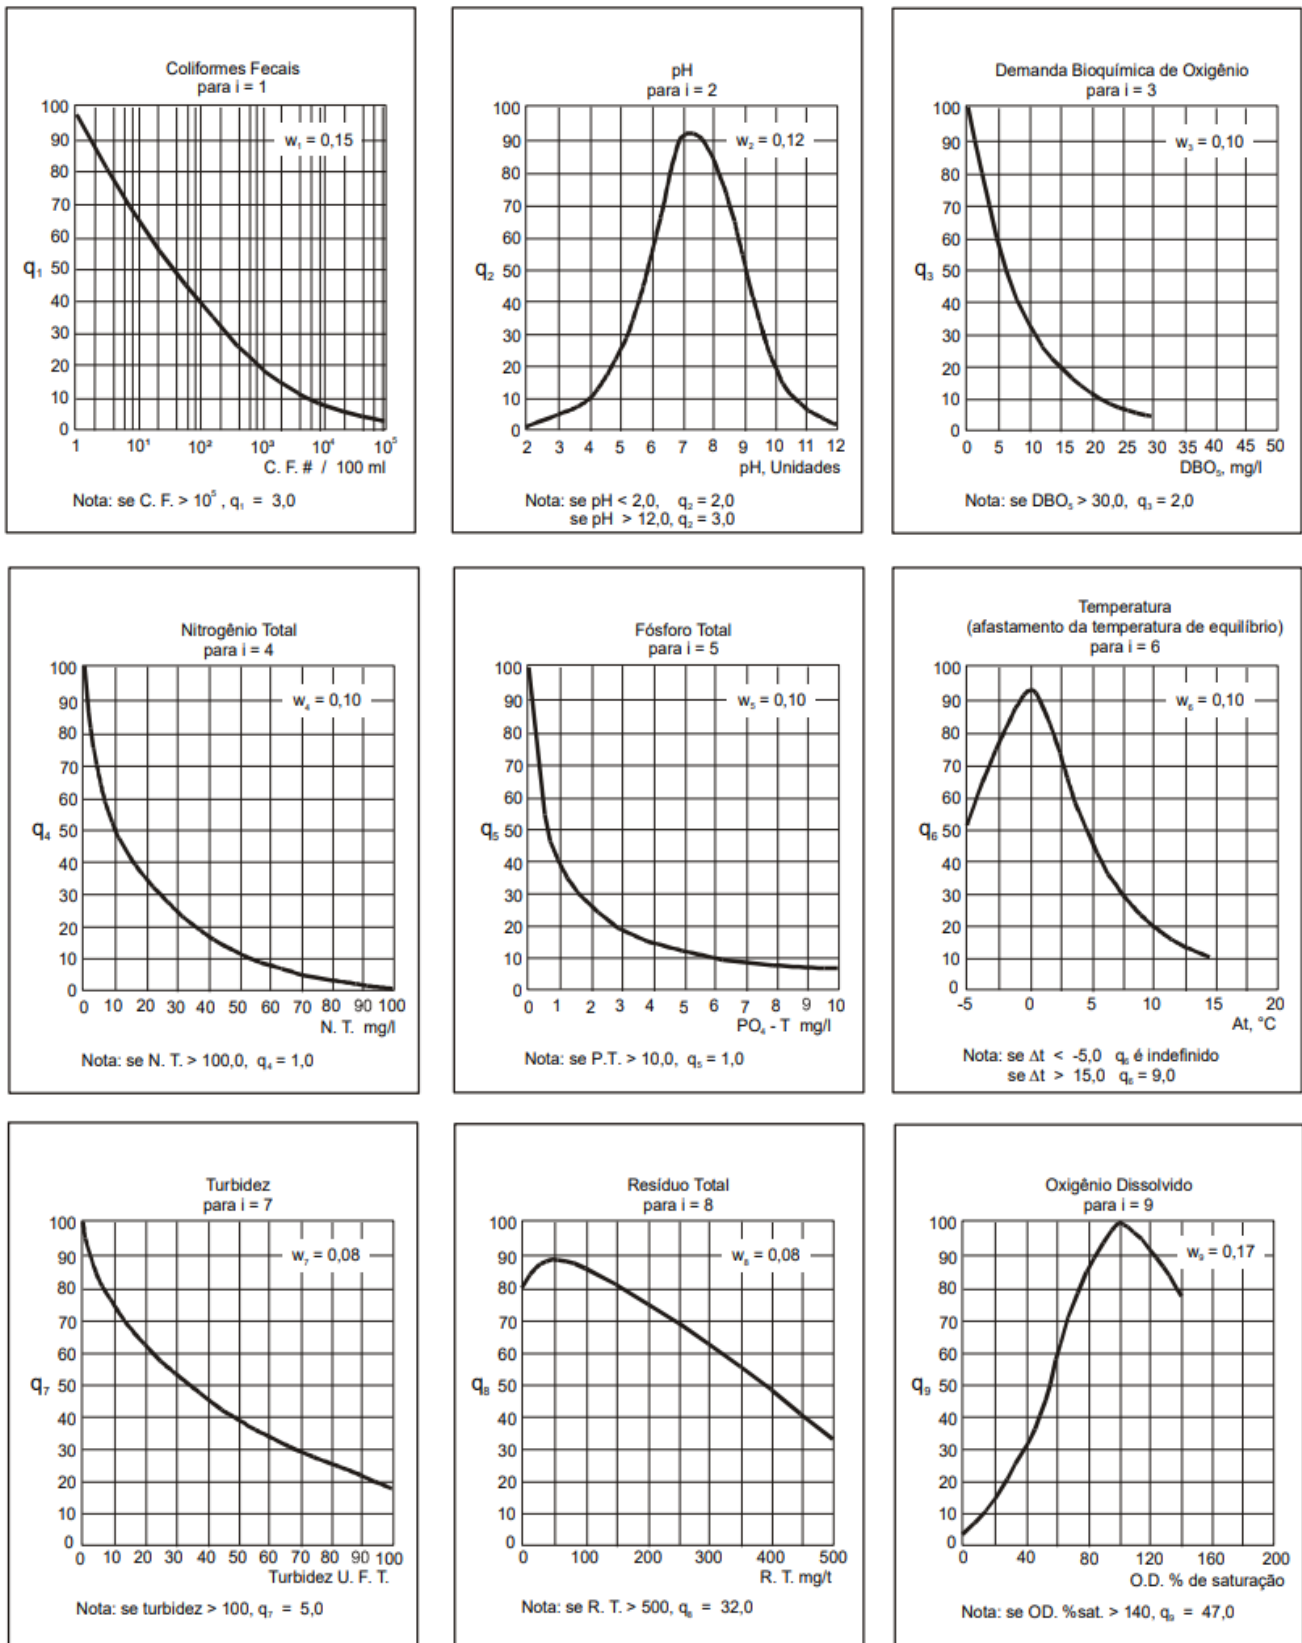 Coliformes Fecais
para i = 1
w₁ = 0,15
q₁
100
90
80
70
60
50
40
30
20
10
0
1 10¹ 10² 10³ 10⁴ 10⁵
C. F. # / 100 ml
Nota: se C. F. > 10⁵ , q₁ = 3,0
pH
para i = 2
w₂ = 0,12
q₂
100
90
80
70
60
50
40
30
20
10
0
2 3 4 5 6 7 8 9 10 11 12
pH, Unidades
Nota: se pH < 2,0, q₂ = 2,0
se pH > 12,0, q₂ = 3,0
Demanda Bioquímica de Oxigênio
para i = 3
w₃ = 0,10
q₃
100
90
80
70
60
50
40
30
20
10
0
0 5 10 15 20 25 30 35 40 45 50
DBO₅, mg/l
Nota: se DBO₅ > 30,0, q₃ = 2,0
Nitrogênio Total
para i = 4
w₄ = 0,10
q₄
100
90
80
70
60
50
40
30
20
10
0
0 10 20 30 40 50 60 70 80 90 100
N. T. mg/l
Nota: se N. T. > 100,0, q₄ = 1,0
Fósforo Total
para i = 5
w₅ = 0,10
q₅
100
90
80
70
60
50
40
30
20
10
0
0 1 2 3 4 5 6 7 8 9 10
PO₄ - T mg/l
Nota: se P.T. > 10,0, q₅ = 1,0
Temperatura
(afastamento da temperatura de equilíbrio)
para i = 6
w₆ = 0,10
q₆
100
90
80
70
60
50
40
30
20
10
0
-5 0 5 10 15 20
At, °C
Nota: se Δt < -5,0 q₆ é indefinido
se Δt > 15,0 q₆ = 9,0
Turbidez
para i = 7
w₇ = 0,08
q₇
100
90
80
70
60
50
40
30
20
10
0
0 10 20 30 40 50 60 70 80 90 100
Turbidez U. F. T.
Nota: se turbidez > 100, q₇ = 5,0
Resíduo Total
para i = 8
w₈ = 0,08
q₈
100
90
80
70
60
50
40
30
20
10
0
0 100 200 300 400 500
R. T. mg/t
Nota: se R. T. > 500, q₈ = 32,0
Oxigênio Dissolvido
para i = 9
w₉ = 0,17
q₉
100
90
80
70
60
50
40
30
20
10
0
0 40 80 120 160 200
O.D. % de saturação
Nota: se OD. %sat. > 140, q₉ = 47,0